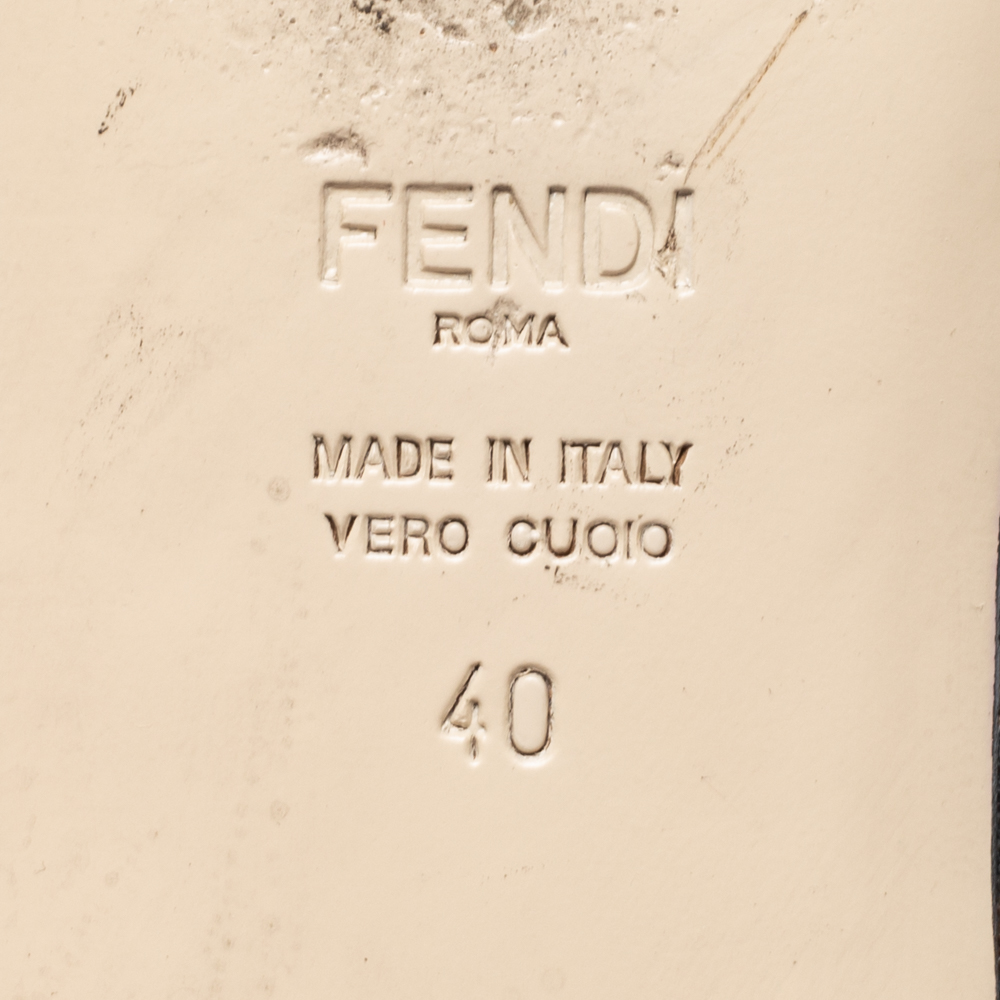 FENDI
ROMA
MADE IN ITALY
VERO CUOIO
40